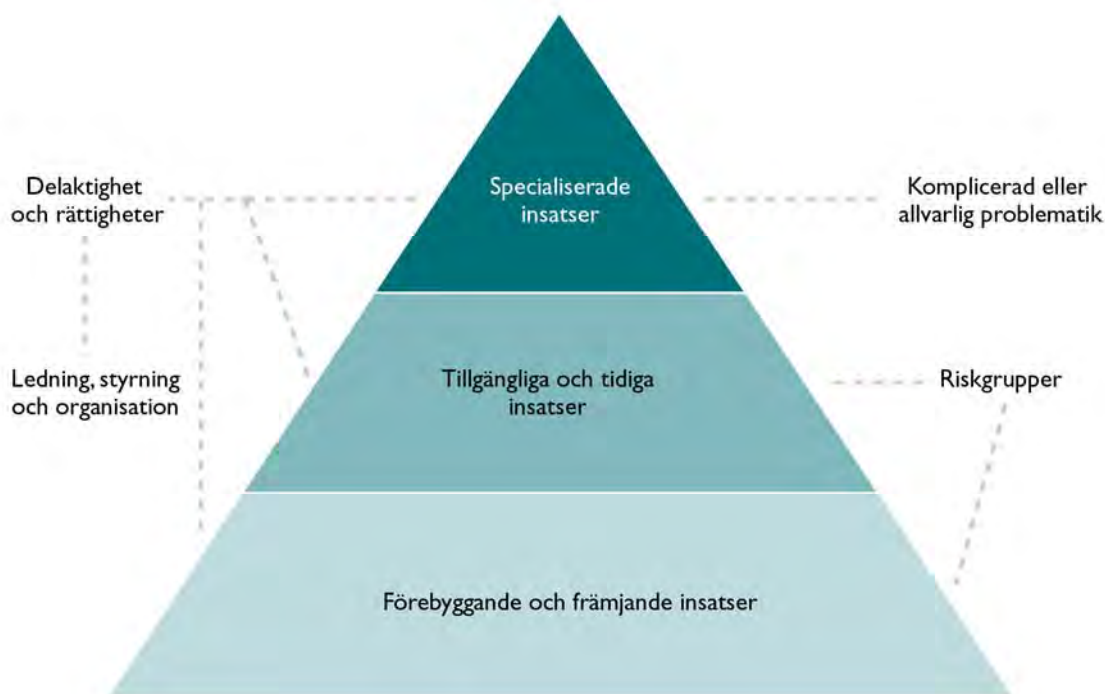 Delaktighet
och rättigheter
Specialiserade
insatser
Komplicerad eller
allvarlig problematik
Ledning, styrning
och organisation
Tillgängliga och tidiga
insatser
Riskgrupper
Förebyggande och främjande insatser